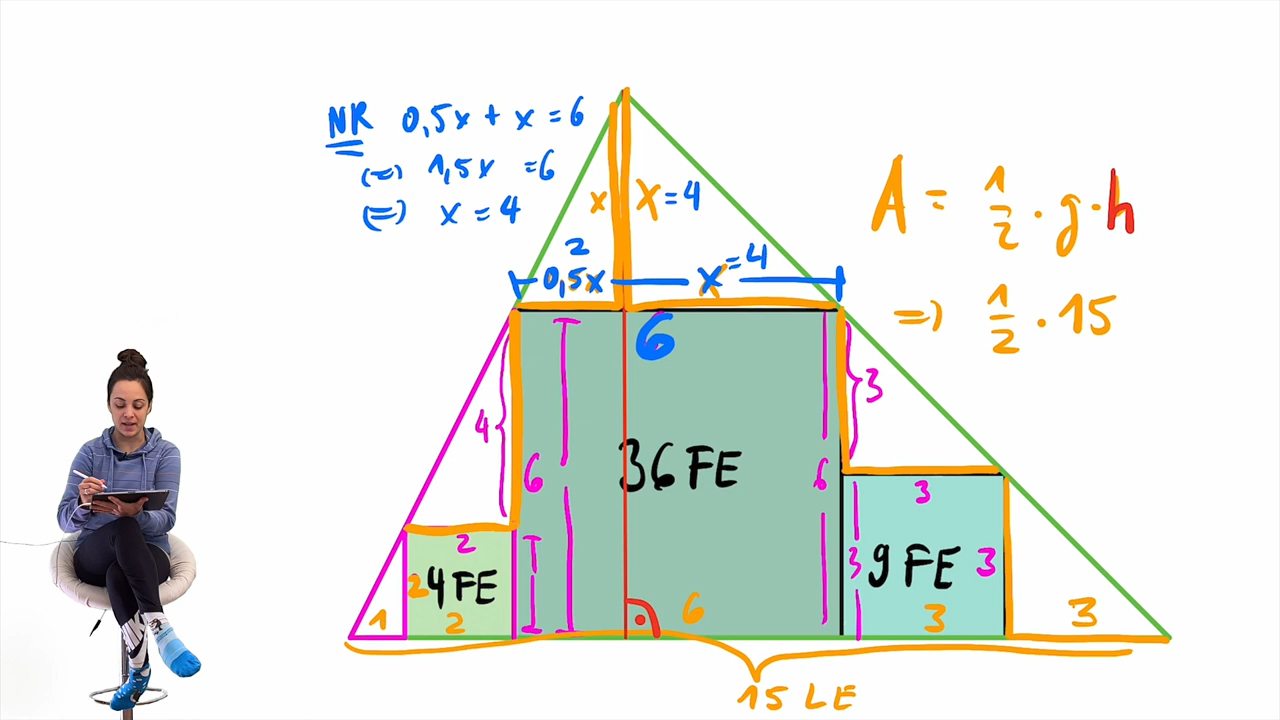 NR 0,5x + x = 6
(=) 1,5x = 6
(=) x = 4
x
x = 4
2
0,5x
x = 4
6
A = 1/2 · g · h
=) 1/2 · 15
4
3
6
36 FE
6
3
2
2 4 FE
3 9 FE 3
1
2
6
3
3
15 LE